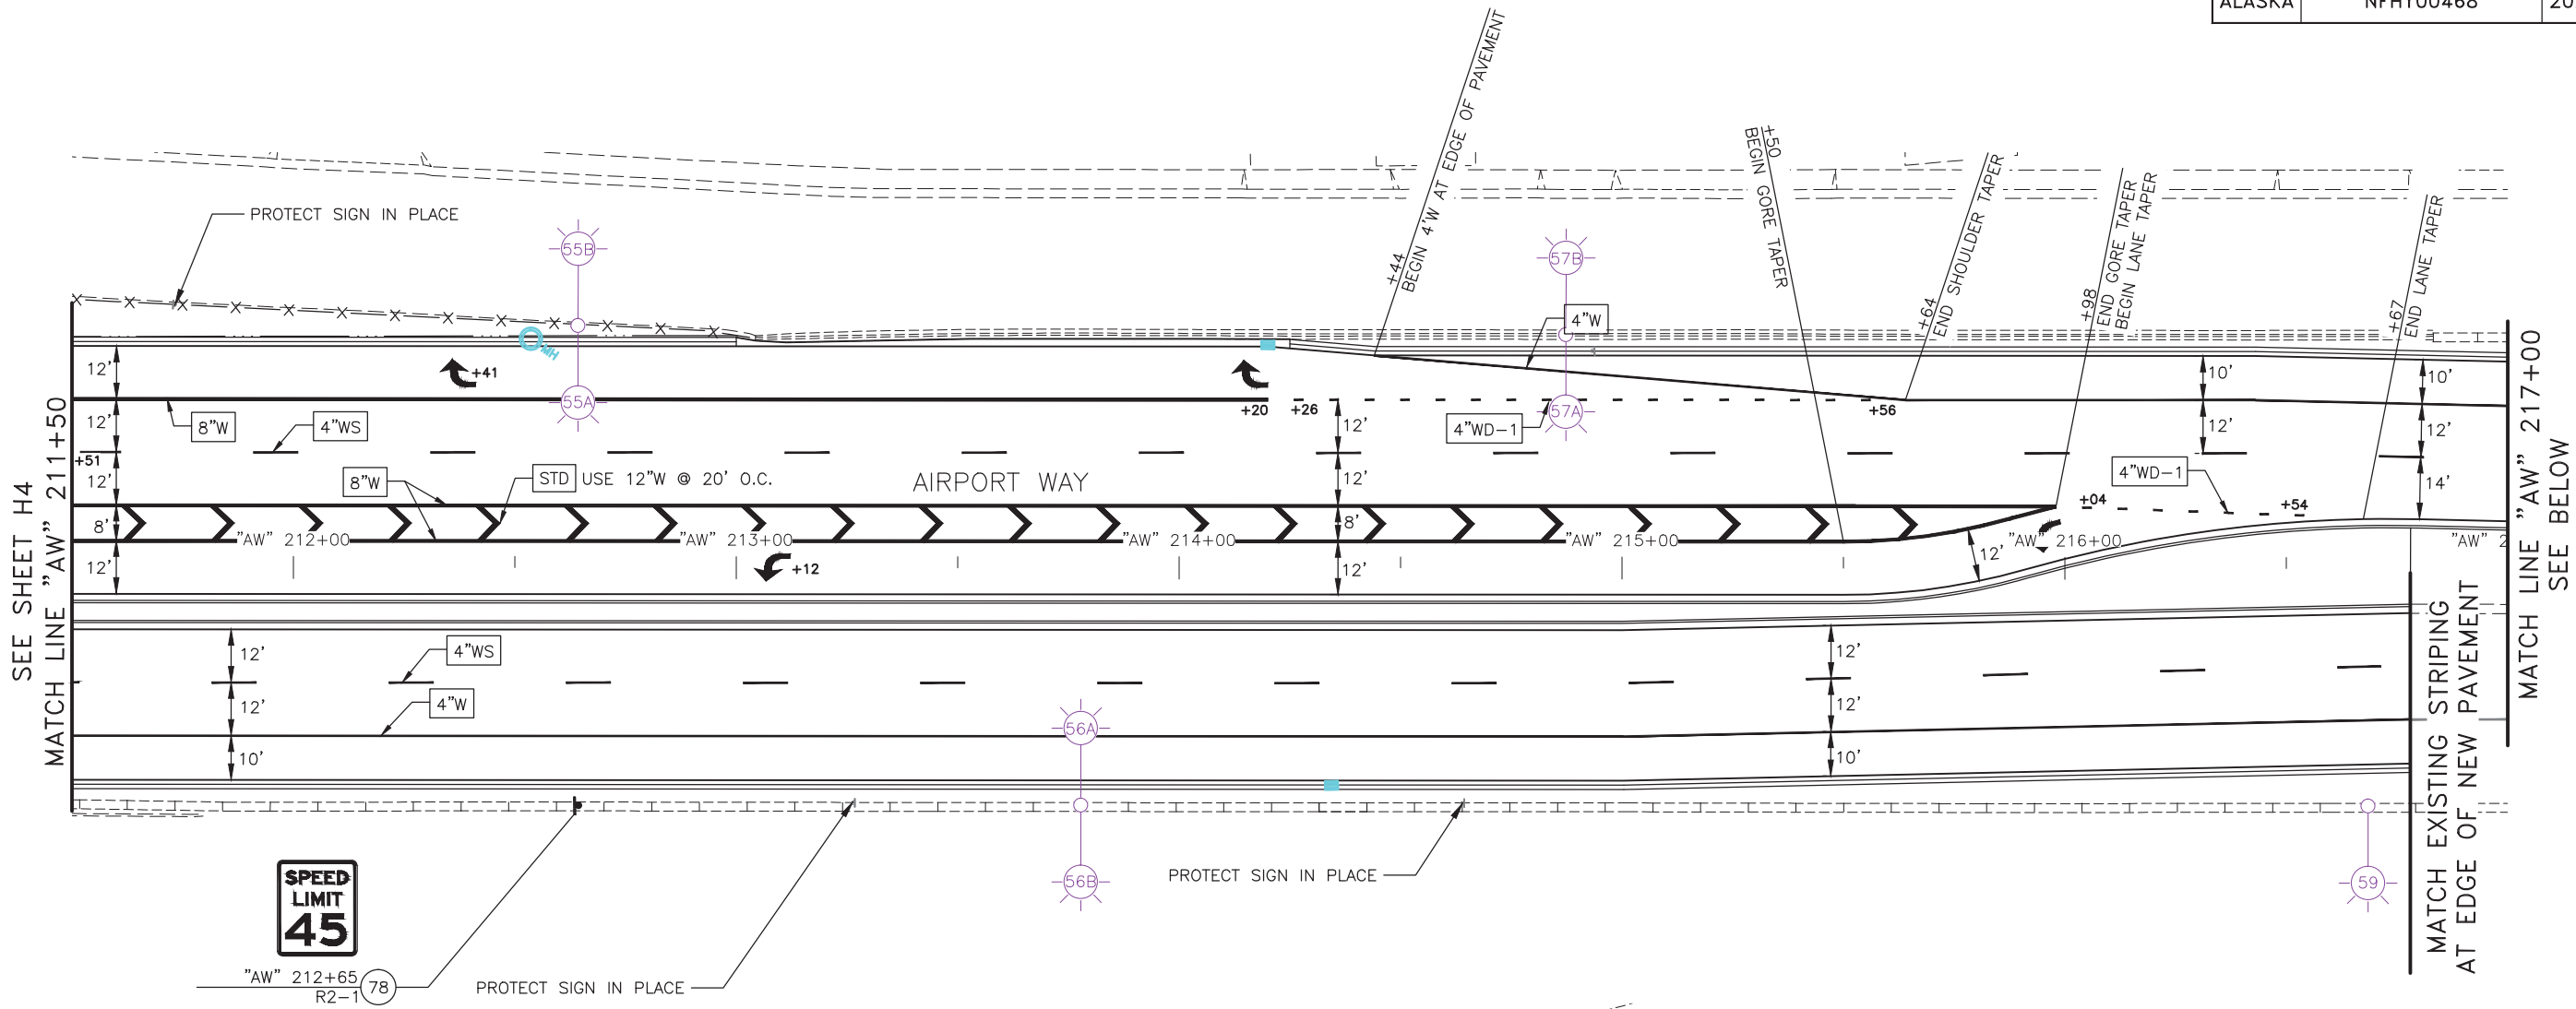 ALASKA NFHY00468 20
+44
BEGIN 4'W AT EDGE OF PAVEMENT
+50
BEGIN GORE TAPER
+64
END SHOULDER TAPER
+98
END GORE TAPER
BEGIN LANE TAPER
+67
END LANE TAPER
PROTECT SIGN IN PLACE
55B
57B
4"W
MH
12'
+41
55A
+20
+26
57A
+56
10'
10'
SEE SHEET H4
MATCH LINE "AW" 211+50
8"W
4"WS
12'
12'
4"WD-1
12'
12'
+51
12'
8"W
STD USE 12"W @ 20' O.C.
AIRPORT WAY
12'
4"WD-1
14'
+04
+54
8'
8'
"AW" 212+00
"AW" 213+00
"AW" 214+00
"AW" 215+00
"AW" 216+00
"AW" 2
12'
+12
12'
12'
MATCH LINE "AW" 217+00
SEE BELOW
12'
4"WS
12'
12'
4"W
12'
10'
56A
10'
MATCH EXISTING STRIPING
AT EDGE OF NEW PAVEMENT
SPEED
LIMIT
45
PROTECT SIGN IN PLACE
56B
59
"AW" 212+65
R2-1
78
PROTECT SIGN IN PLACE